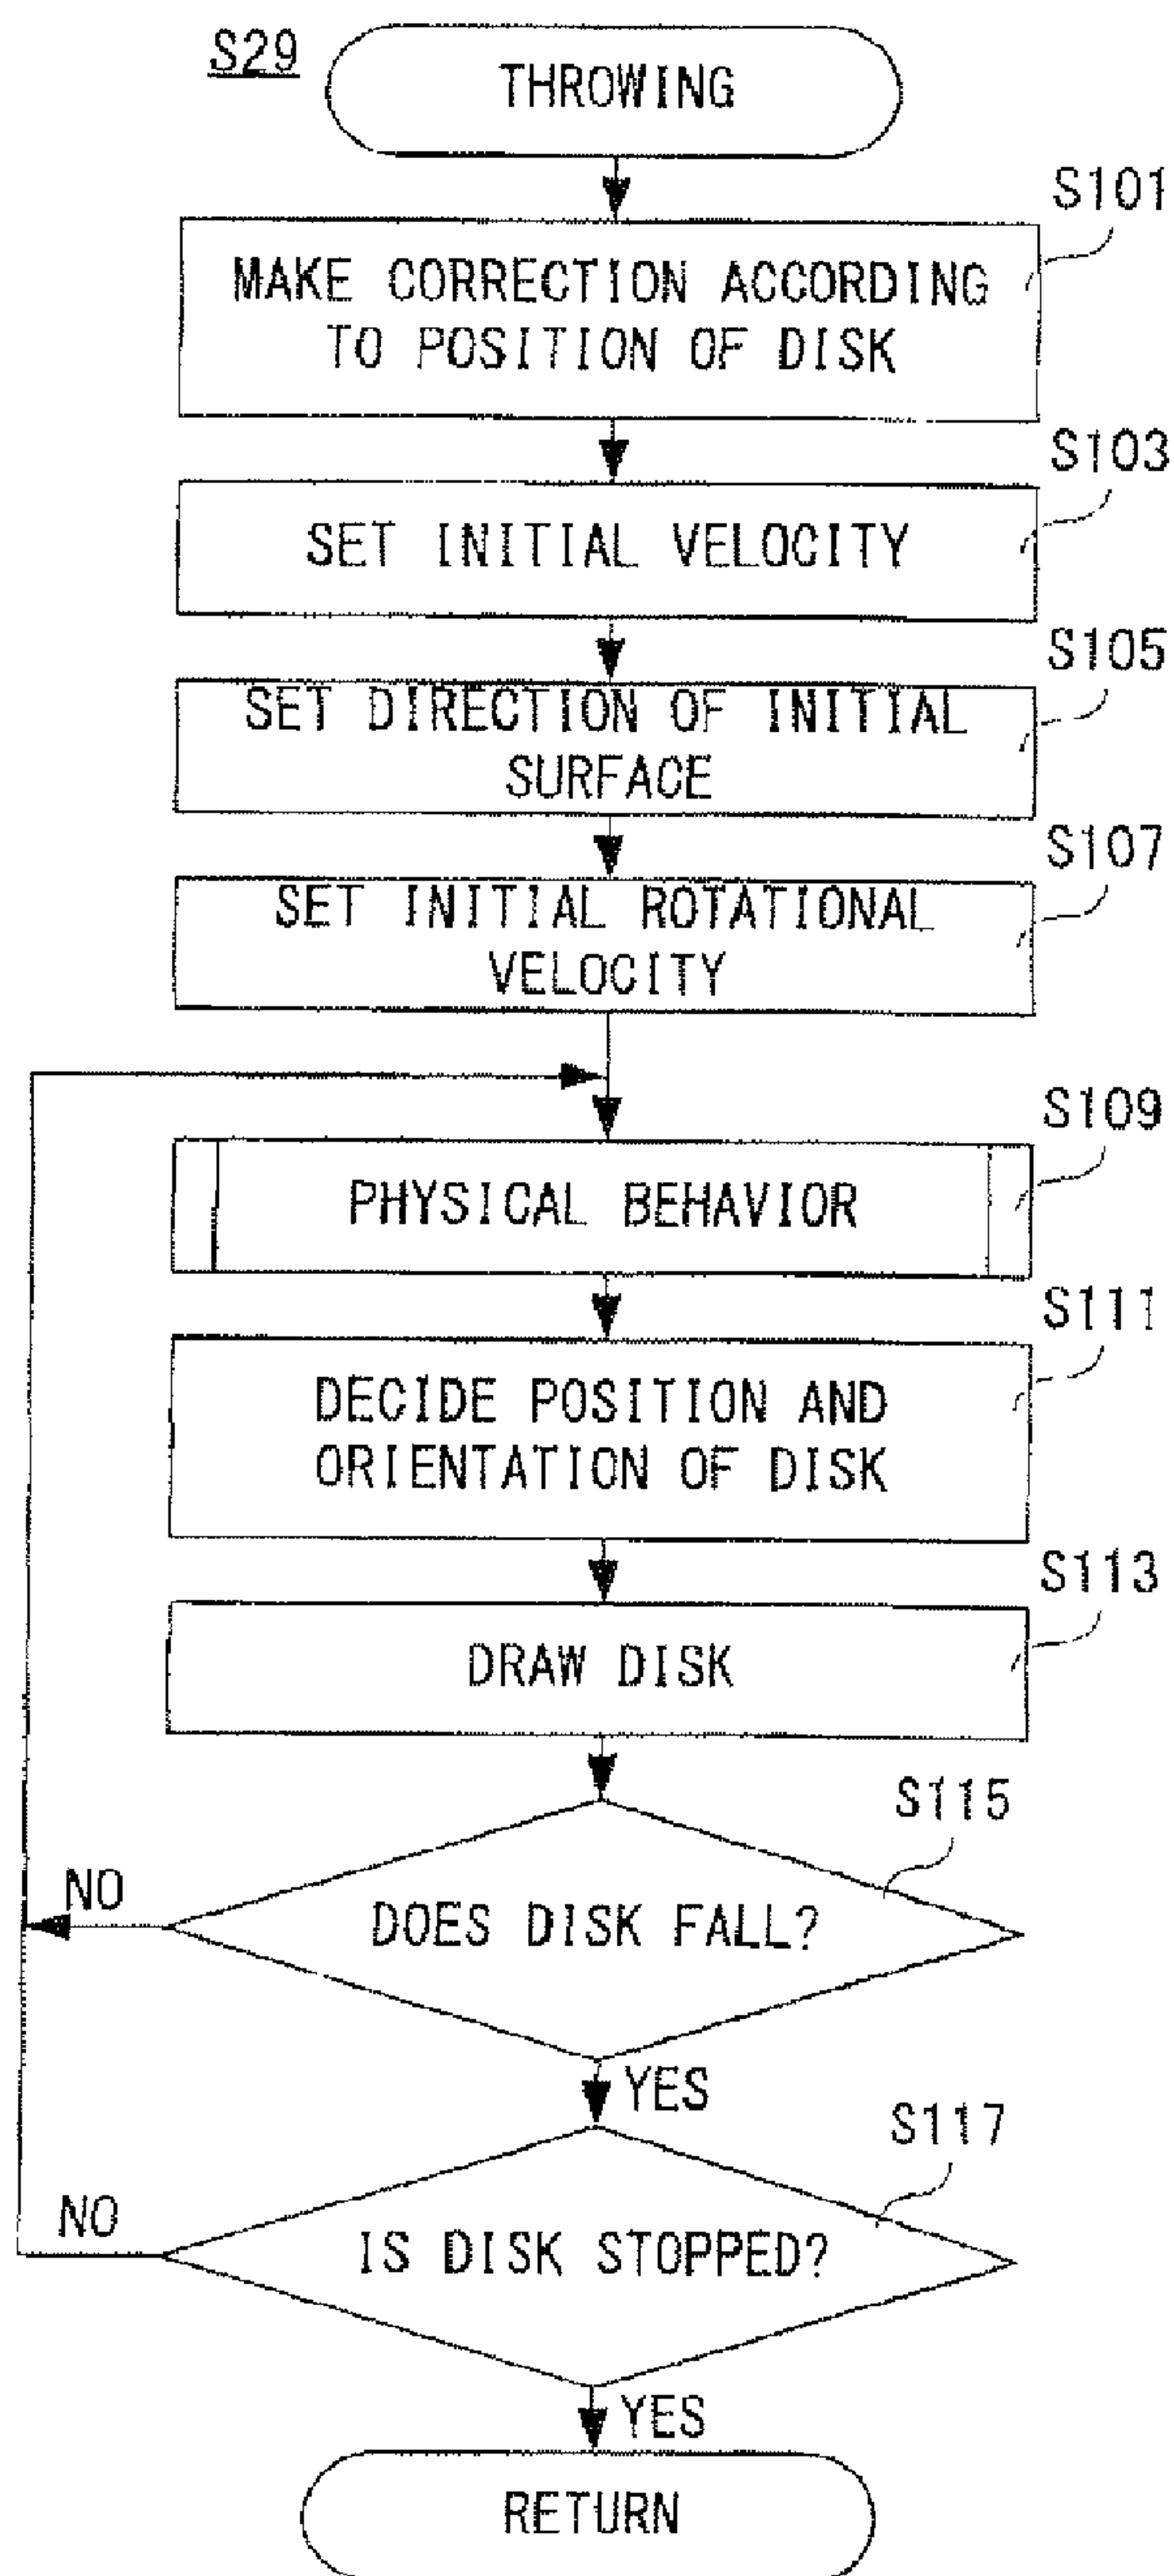 S29
THROWING
S101
MAKE CORRECTION ACCORDING
TO POSITION OF DISK
S103
SET INITIAL VELOCITY
S105
SET DIRECTION OF INITIAL
SURFACE
S107
SET INITIAL ROTATIONAL
VELOCITY
S109
PHYSICAL BEHAVIOR
S111
DECIDE POSITION AND
ORIENTATION OF DISK
S113
DRAW DISK
S115
NO
DOES DISK FALL?
YES
S117
NO
IS DISK STOPPED?
YES
RETURN